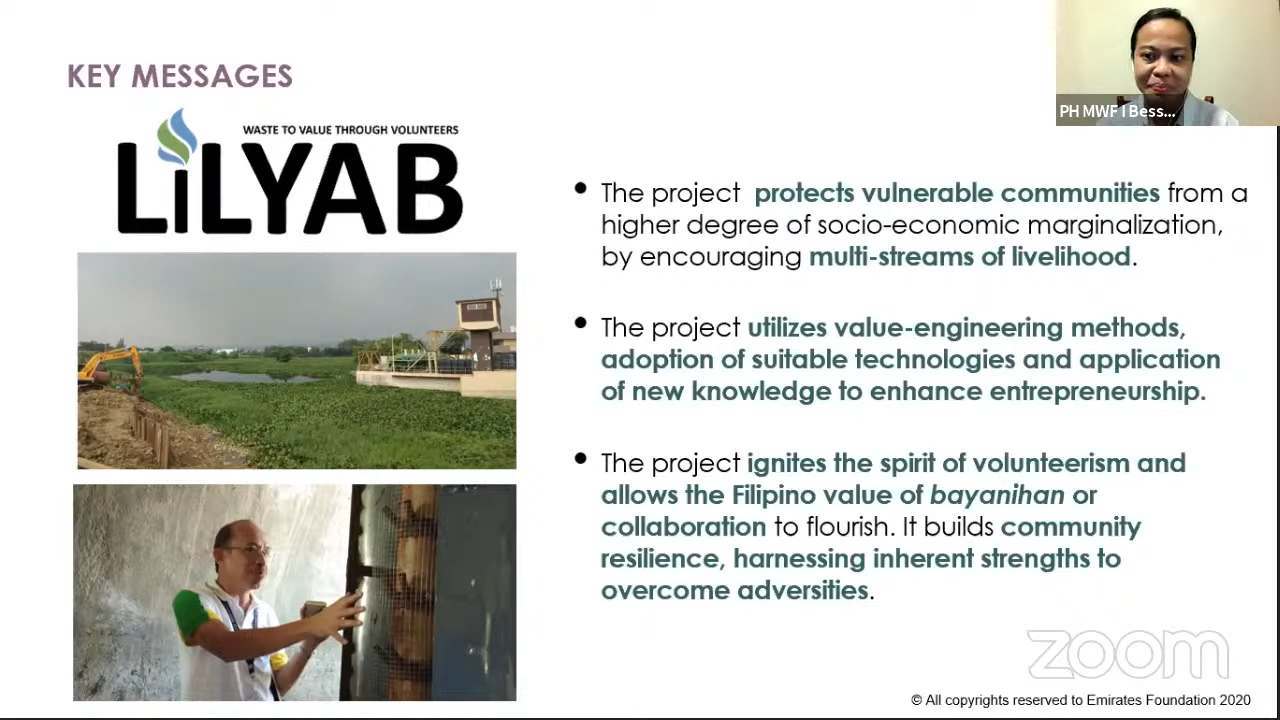 KEY MESSAGES
WASTE TO VALUE THROUGH VOLUNTEERS
LiLYAB
PH MWF I Bess...
• The project protects vulnerable communities from a
higher degree of socio-economic marginalization,
by encouraging multi-streams of livelihood.
• The project utilizes value-engineering methods,
adoption of suitable technologies and application
of new knowledge to enhance entrepreneurship.
• The project ignites the spirit of volunteerism and
allows the Filipino value of bayanihan or
collaboration to flourish. It builds community
resilience, harnessing inherent strengths to
overcome adversities.
zoom
© All copyrights reserved to Emirates Foundation 2020